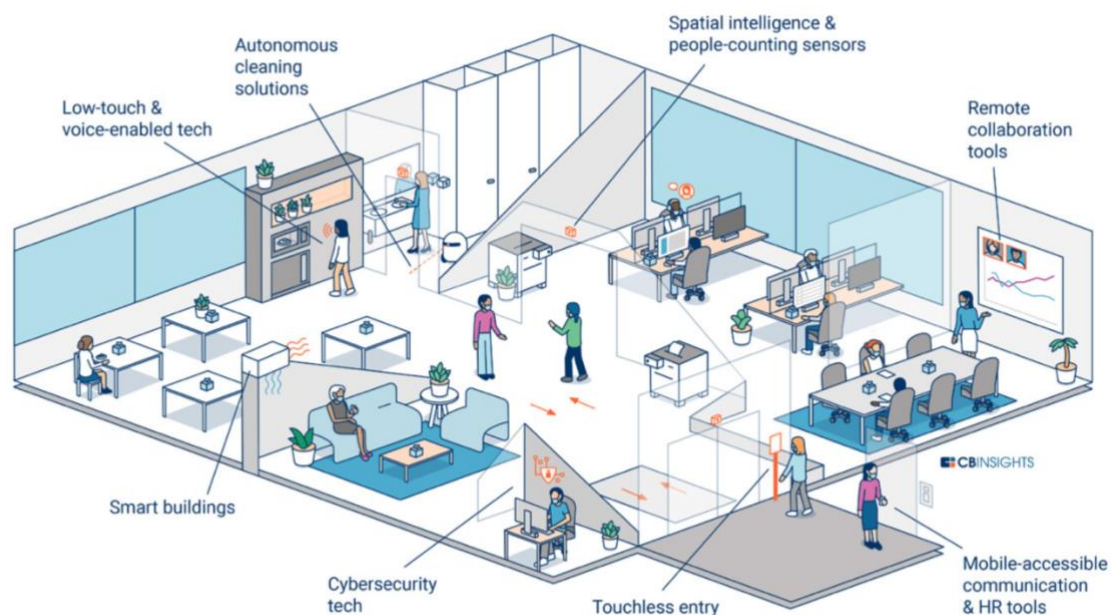 Spatial intelligence &
people-counting sensors
Autonomous
cleaning
solutions
Low-touch &
voice-enabled tech
Remote
collaboration
tools
CBINSIGHTS
Smart buildings
Cybersecurity
tech
Touchless entry
Mobile-accessible
communication
& HR tools